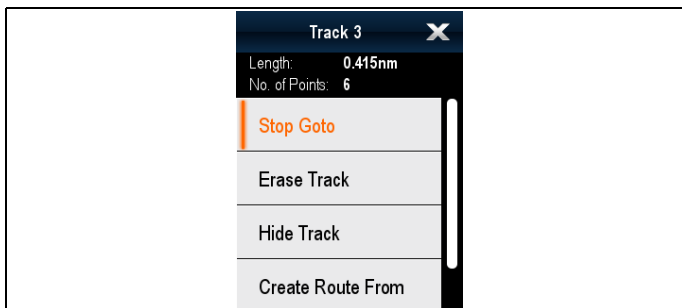 Track 3
Length: 0.415nm
No. of Points: 6
Stop Goto
Erase Track
Hide Track
Create Route From